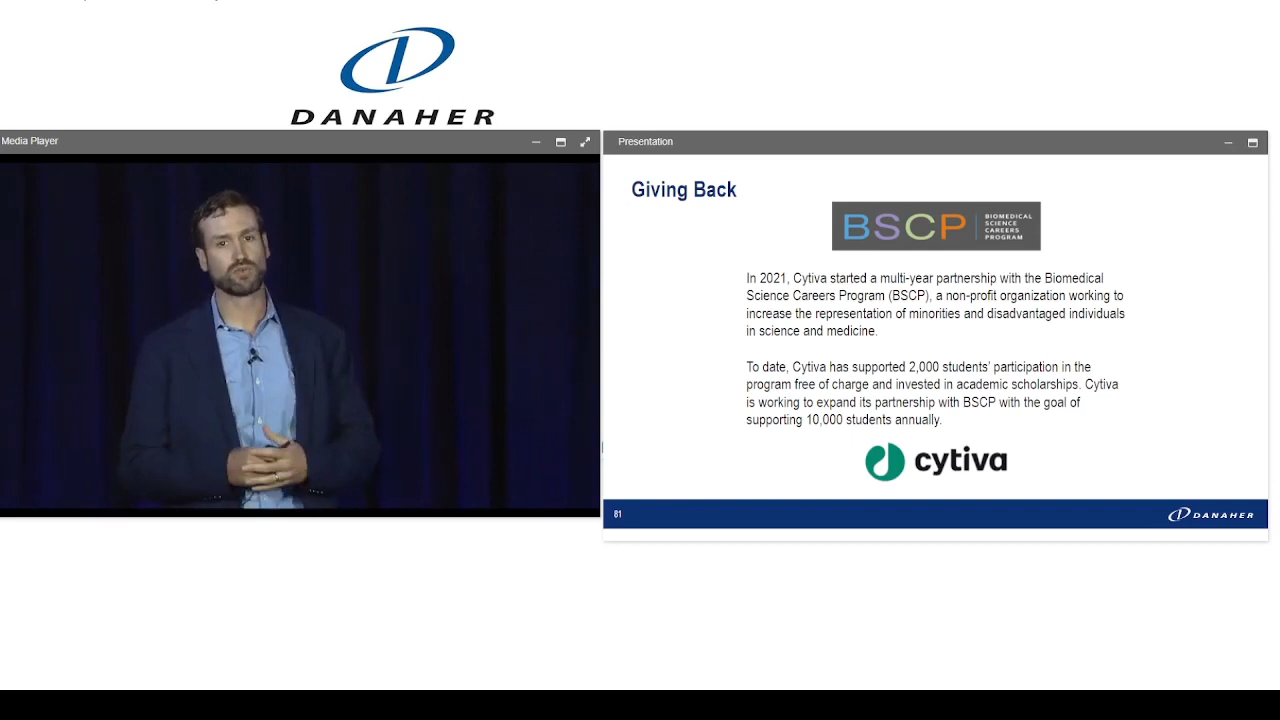 DANAHER
Media Player
Presentation
Giving Back
BSCP
BIOMEDICAL
SCIENCE
CAREERS
PROGRAM
In 2021, Cytiva started a multi-year partnership with the Biomedical
Science Careers Program (BSCP), a non-profit organization working to
increase the representation of minorities and disadvantaged individuals
in science and medicine.
To date, Cytiva has supported 2,000 students' participation in the
program free of charge and invested in academic scholarships. Cytiva
is working to expand its partnership with BSCP with the goal of
supporting 10,000 students annually.
cytiva
81
DANAHER